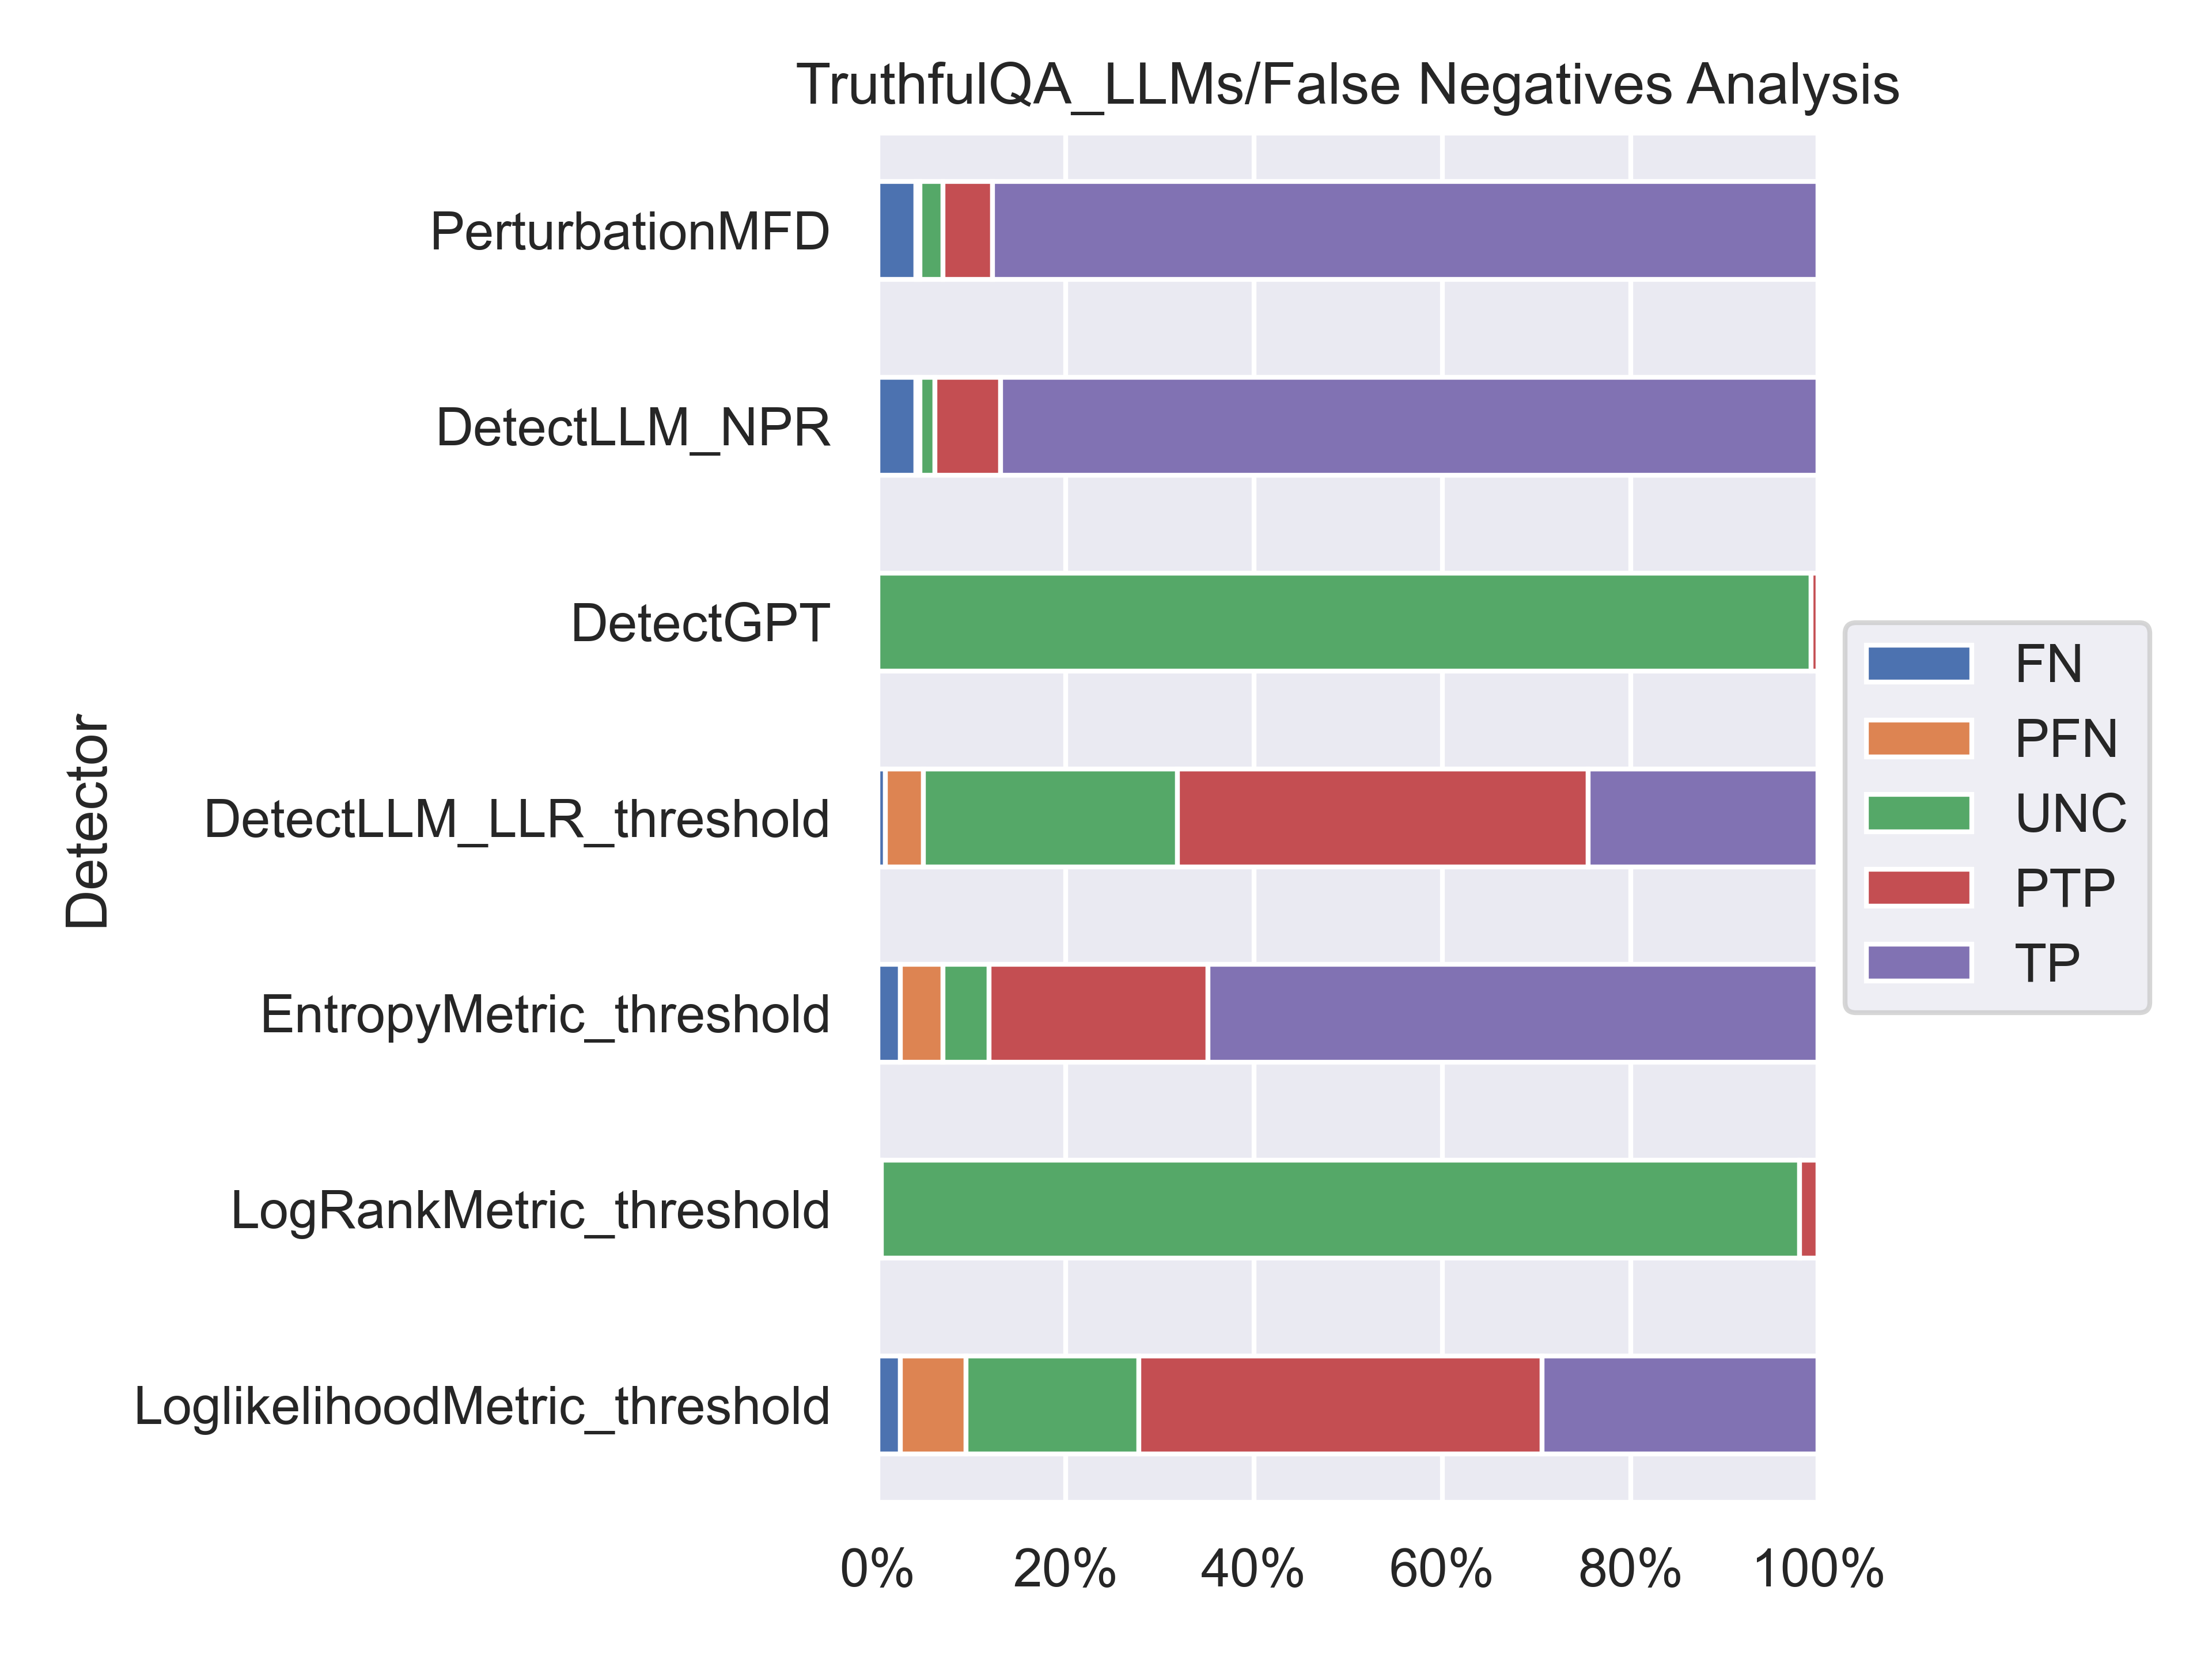 TruthfulQA_LLMs/False Negatives Analysis
PerturbationMFD
DetectLLM_NPR
DetectGPT
DetectLLM_LLR_threshold
EntropyMetric_threshold
LogRankMetric_threshold
LoglikelihoodMetric_threshold
Detector
0% 20% 40% 60% 80% 100%
FN
PFN
UNC
PTP
TP